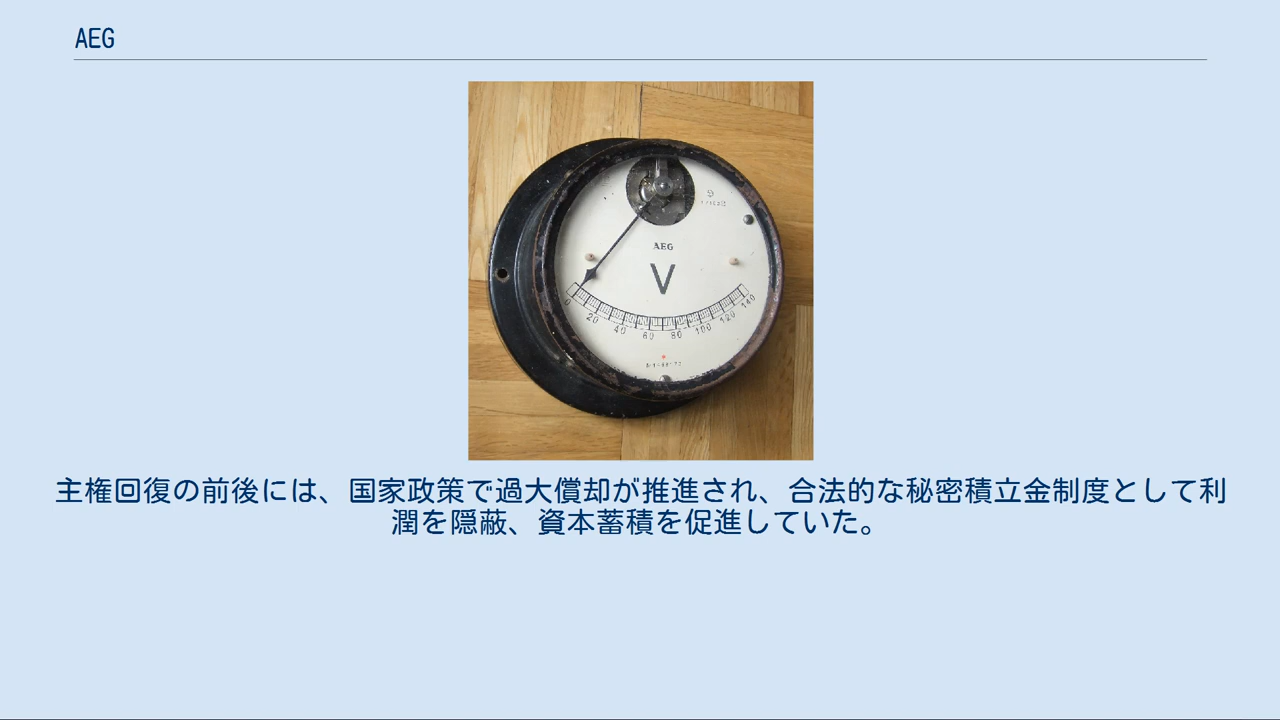 AEG
AEG
V
0 20 40 60 80 100 120 140
主権回復の前後には、国家政策で過大償却が推進され、合法的な秘密積立金制度として利
潤を隠蔽、資本蓄積を促進していた。